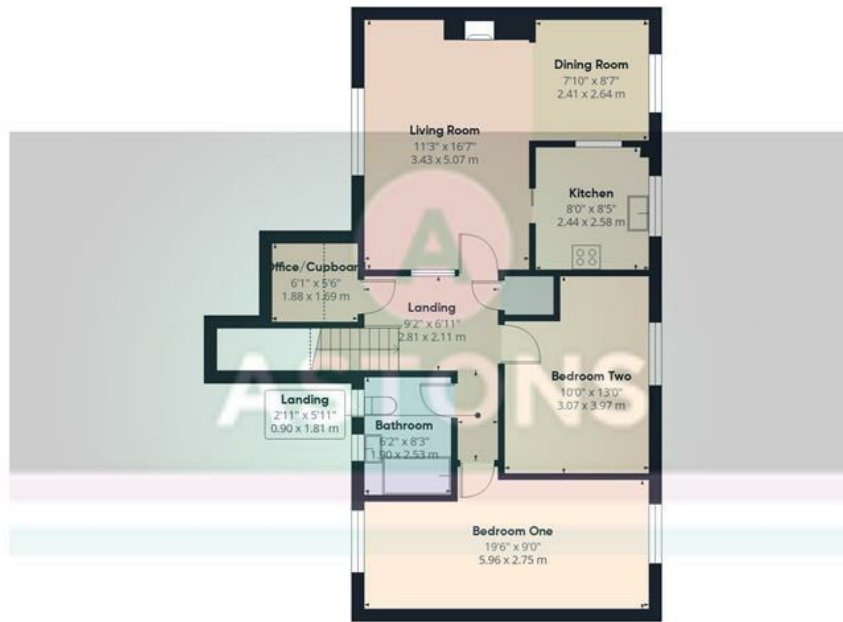 Dining Room
7'10" x 8'7"
2.41 x 2.64 m
Living Room
11'3" x 16'7"
3.43 x 5.07 m
Kitchen
8'0" x 8'5"
2.44 x 2.58 m
Office/Cupboar
6'1" x 5'6"
1.88 x 1.69 m
Landing
9'2" x 6'11"
2.81 x 2.11 m
Bedroom Two
10'0" x 13'0"
3.07 x 3.97 m
Landing
2'11" x 5'11"
0.90 x 1.81 m
Bathroom
6'2" x 8'3"
1.90 x 2.53 m
Bedroom One
19'6" x 9'0"
5.96 x 2.75 m
A
ASTONS